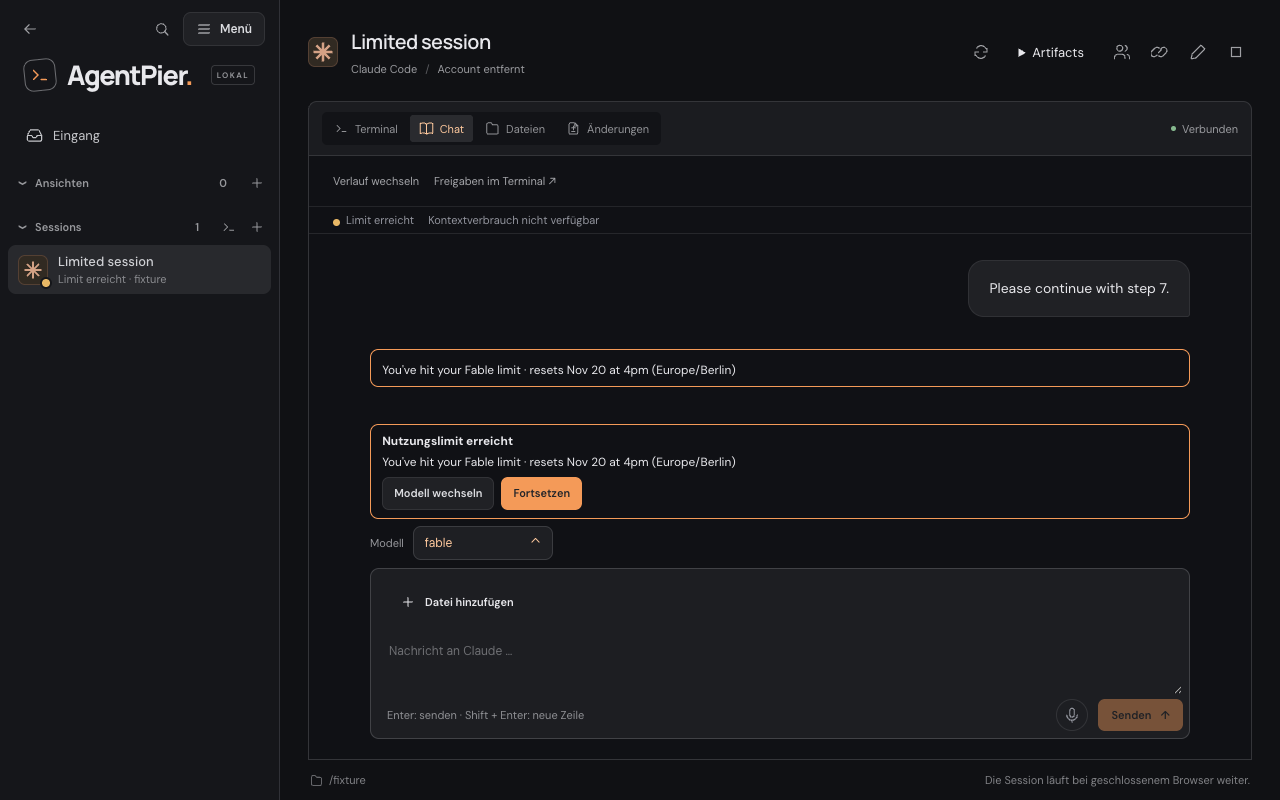 Menü
AgentPier.
LOKAL
Eingang
Ansichten 0
Sessions 1
Limited session
Limit erreicht · fixture
Limited session
Claude Code / Account entfernt
Artifacts
Terminal
Chat
Dateien
Änderungen
Verbunden
Verlauf wechseln
Freigaben im Terminal ↗
Limit erreicht
Kontextverbrauch nicht verfügbar
Please continue with step 7.
You've hit your Fable limit · resets Nov 20 at 4pm (Europe/Berlin)
Nutzungslimit erreicht
You've hit your Fable limit · resets Nov 20 at 4pm (Europe/Berlin)
Modell wechseln
Fortsetzen
Modell
fable
Datei hinzufügen
Nachricht an Claude …
Enter: senden · Shift + Enter: neue Zeile
Senden
/fixture
Die Session läuft bei geschlossenem Browser weiter.